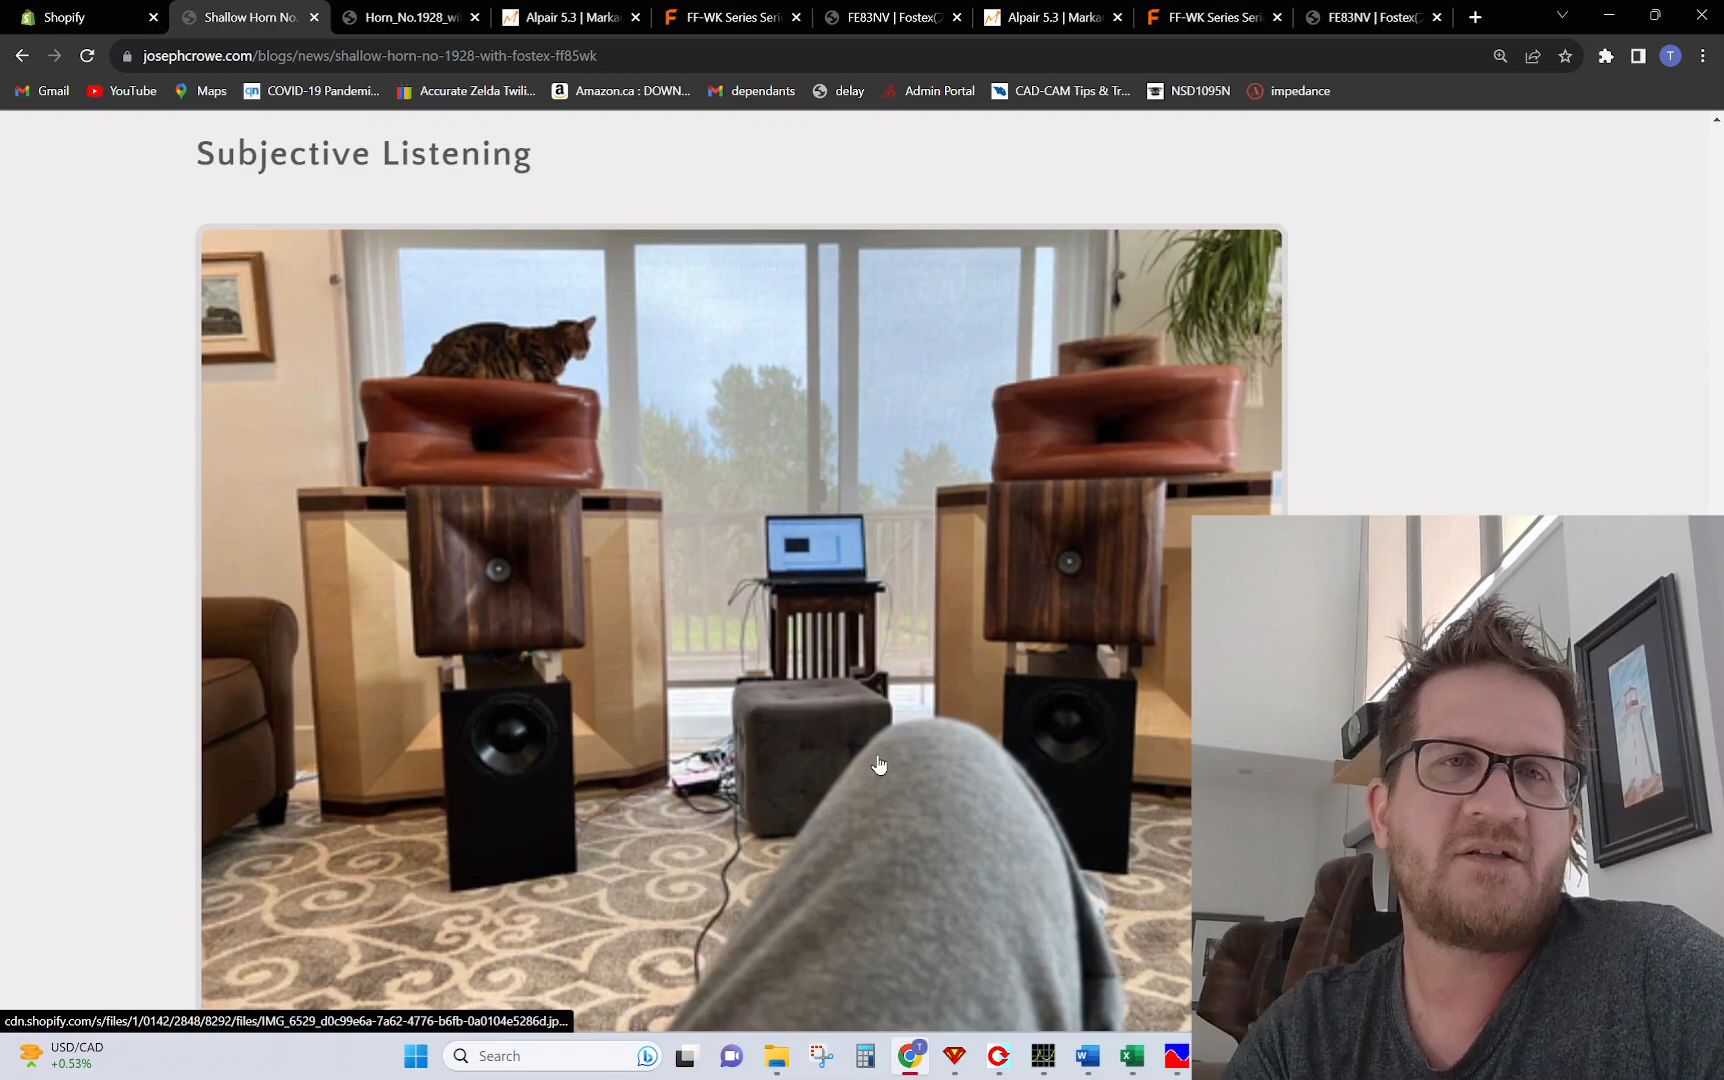 Shopify
Shallow Horn No.
Horn_No.1928_wi
Alpair 5.3 | Marka
FF-WK Series Seri
FE83NV | Fostex(
Alpair 5.3 | Marka
FF-WK Series Seri
FE83NV | Fostex(
josephcrowe.com/blogs/news/shallow-horn-no-1928-with-fostex-ff85wk
T
Gmail
YouTube
Maps
qn
COVID-19 Pandemi...
Accurate Zelda Twili...
a
Amazon.ca : DOWN...
dependants
delay
Admin Portal
CAD-CAM Tips & Tr...
NSD1095N
impedance
Subjective Listening
cdn.shopify.com/s/files/1/0142/2848/8292/files/IMG_6529_d0c99e6a-7a62-4776-b6fb-0a0104e5286d.jp...
USD/CAD
+0.53%
Search
T